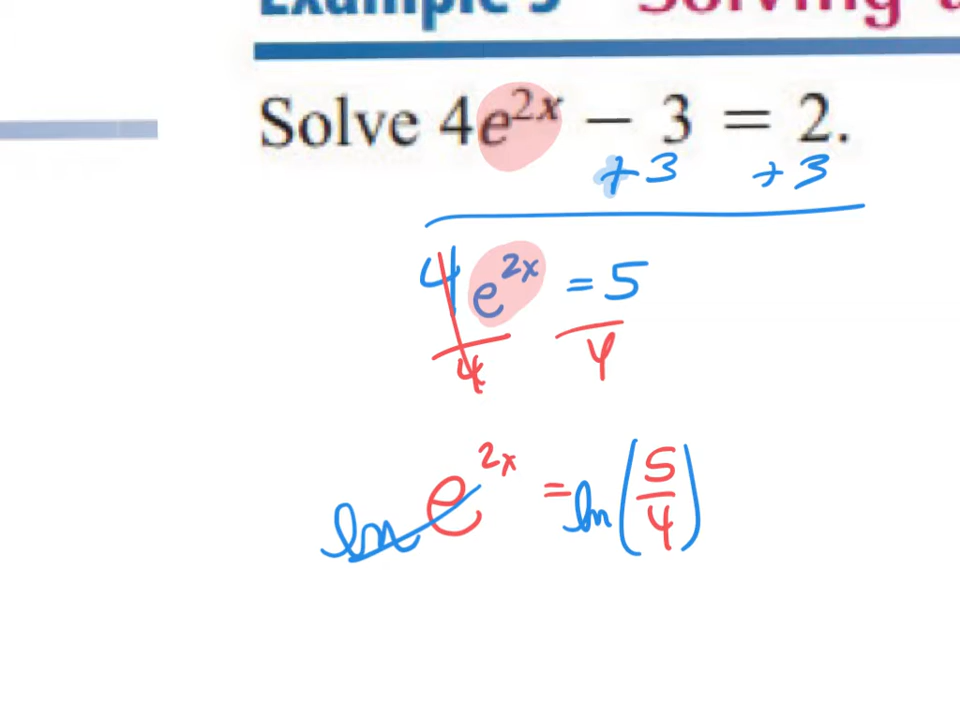 Example 5 Solving a
Solve 4e^{2x} − 3 = 2.
+3 +3
4e^{2x} = 5
4 4
ln e^{2x} = ln(5/4)